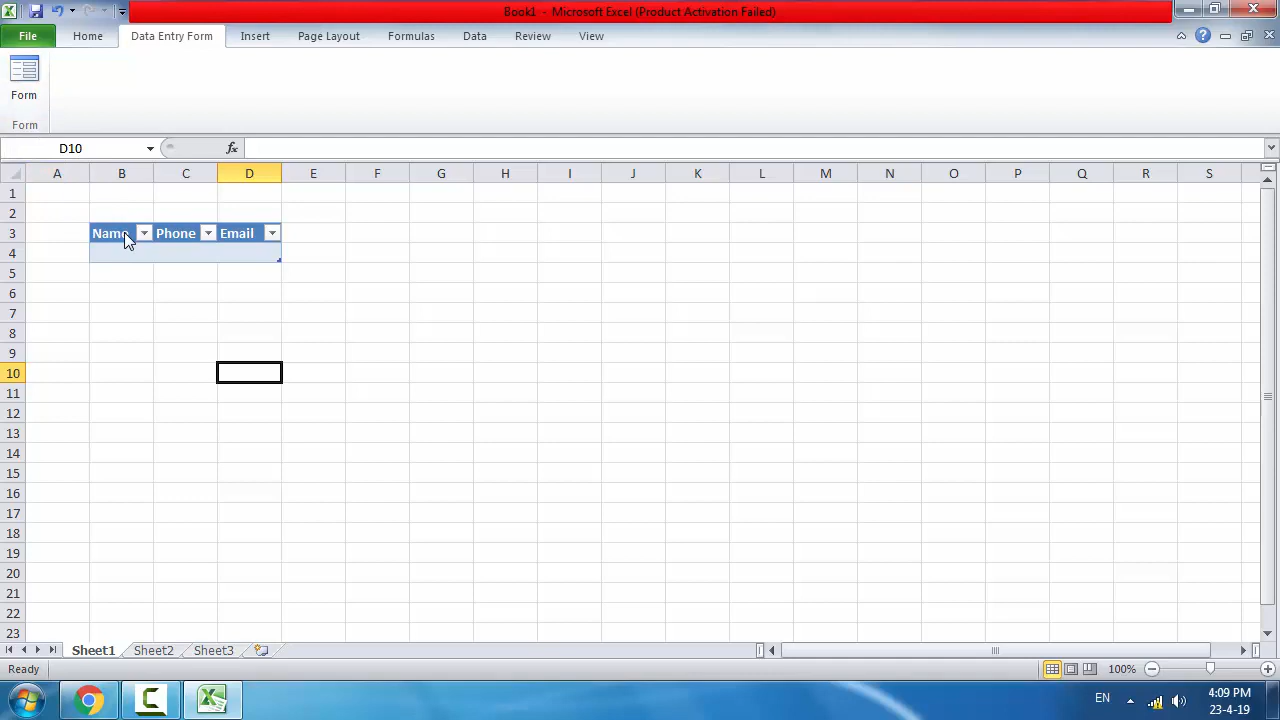 Book1 - Microsoft Excel (Product Activation Failed)
File Home Data Entry Form Insert Page Layout Formulas Data Review View
Form
Form
D10 fx
A B C D E F G H I J K L M N O P Q R S
1
2
3 Name Phone Email
4
5
6
7
8
9
10
11
12
13
14
15
16
17
18
19
20
21
22
23
Sheet1 Sheet2 Sheet3
Ready 100%
EN 4:09 PM
23-4-19